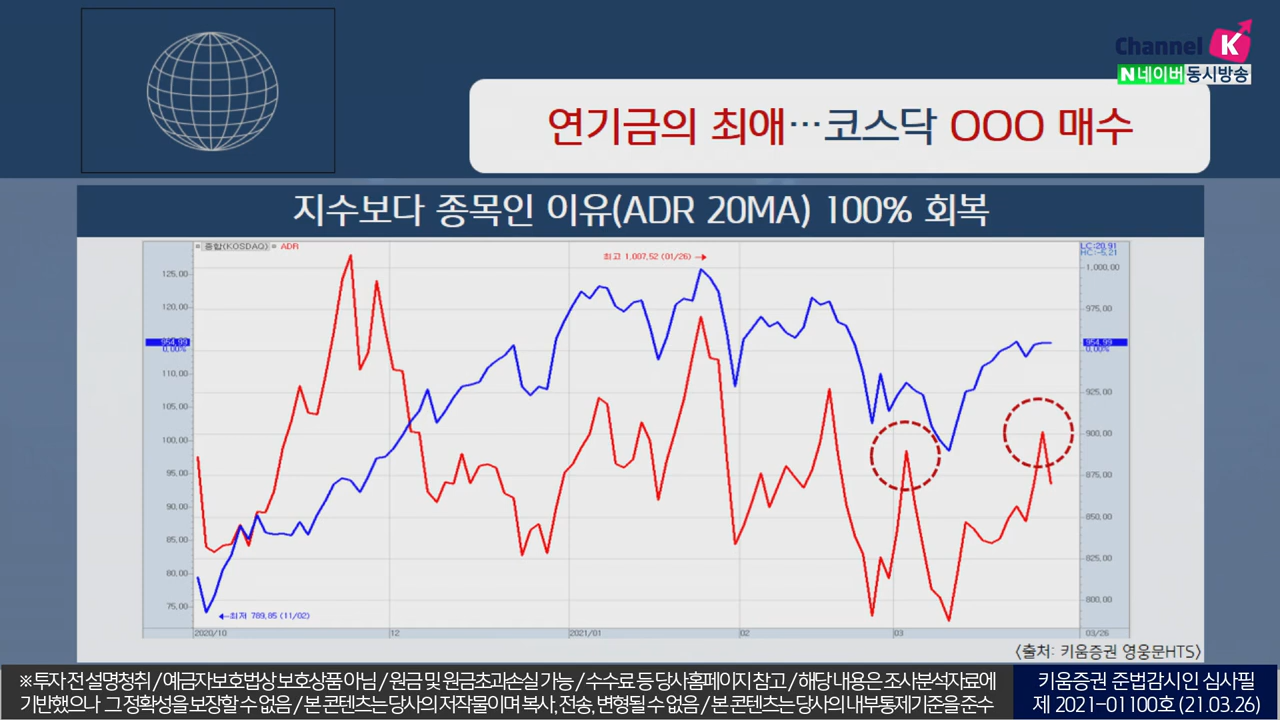 Channel K
N 네이버 동시방송
연기금의 최애…코스닥 OOO 매수
지수보다 종목인 이유(ADR 20MA) 100% 회복
종합(KOSDAQ) ADR
최고 1,007,52 (01/26)
LC:20,91
HC:-5,21
125,00
120,00
954,99
0,00%
110,00
105,00
100,00
95,00
90,00
85,00
80,00
75,00
1,000,00
975,00
954,99
0,00%
925,00
900,00
875,00
850,00
825,00
800,00
최저 789,85 (11/02)
2020/10
12
2021/01
02
03
03/26
<출처: 키움증권 영웅문HTS>
※ 투자 전 설명청취 / 예금자보호법상 보호상품 아님 / 원금 및 원금초과손실 가능 / 수수료 등 당사홈페이지 참고 / 해당 내용은 조사분석자료에
기반했으나 그 정확성을 보장할 수 없음 / 본 콘텐츠는 당사의 저작물이며 복사, 전송, 변형될 수 없음 / 본 콘텐츠는 당사의 내부통제기준을 준수
키움증권 준법감시인 심사필
제 2021-01100호 (21.03.26)